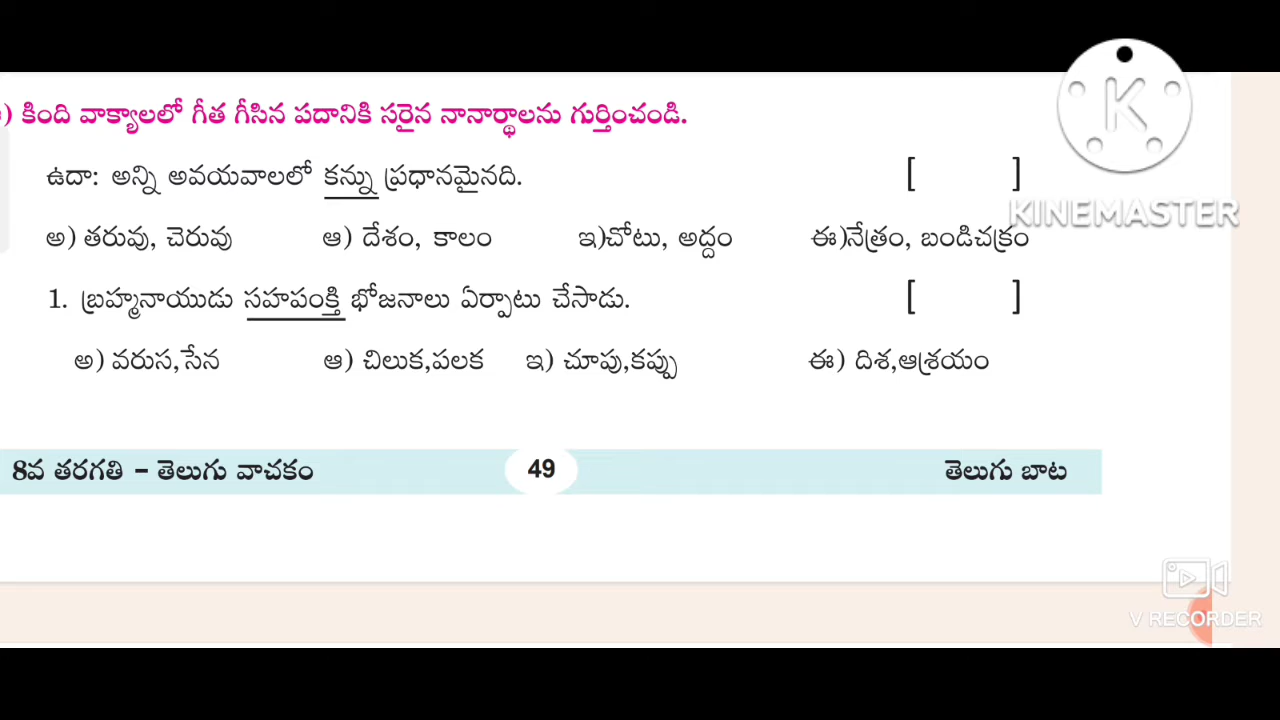 ) కింది వాక్యాలలో గీత గీసిన పదానికి సరైన నానార్థాలను గుర్తించండి.
ఉదా: అన్ని అవయవాలలో కన్ను ప్రధానమైనది. [ ]
అ) తరువు, చెరువు ఆ) దేశం, కాలం ఇ)చోటు, అద్దం ఈ)నేత్రం, బండిచక్రం
1. బ్రహ్మనాయుడు సహపంక్తి భోజనాలు ఏర్పాటు చేసాడు. [ ]
అ) వరుస,సేన ఆ) చిలుక,పలక ఇ) చూపు,కప్పు ఈ) దిశ,ఆశ్రయం
8వ తరగతి - తెలుగు వాచకం 49 తెలుగు బాట
K
KINEMASTER
V RECORDER